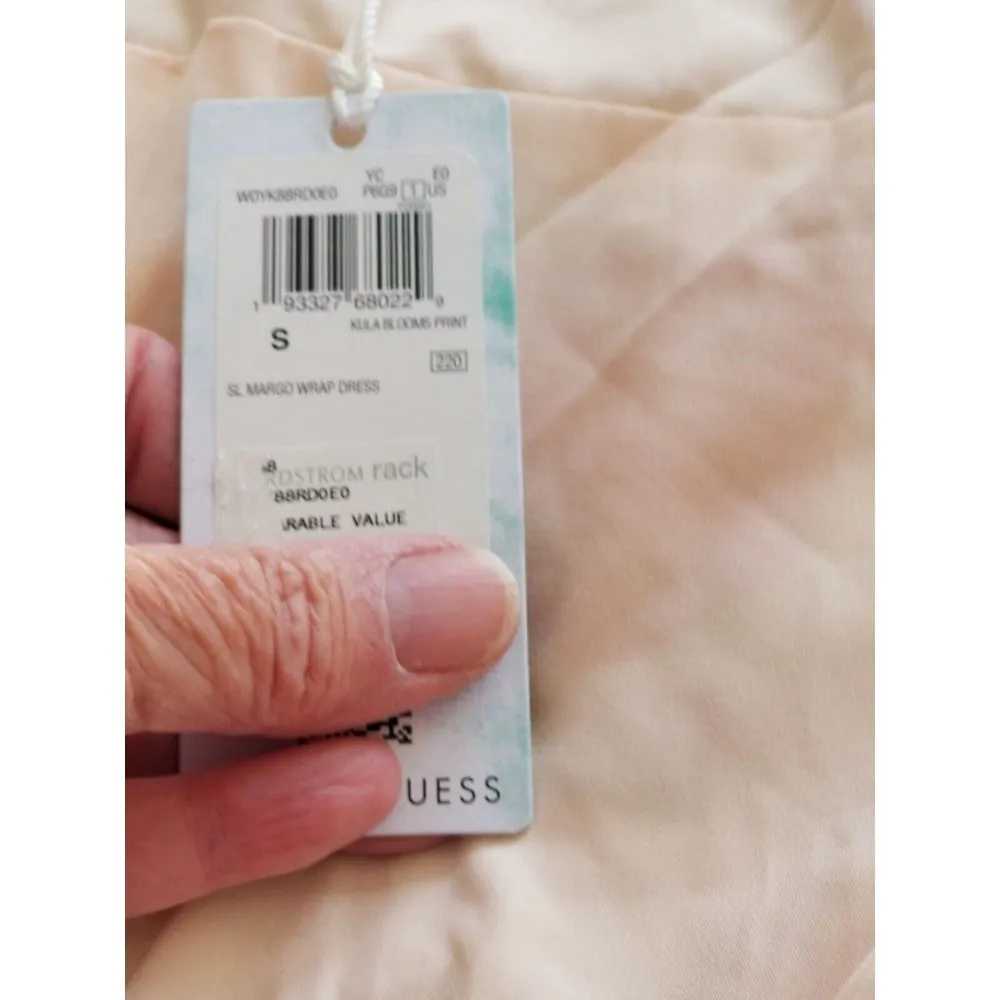 YC E0
W0YK88RD0E0 P6G9 1 US
1 93327 68022 9
S KULA BLOOMS PRINT
220
SL MARGO WRAP DRESS
RDSTROM rack
88RD0E0
RABLE VALUE
UESS